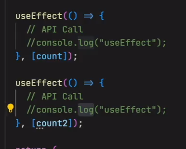 useEffect(() => {
// API Call
//console.log("useEffect");
}, [count]);
useEffect(() => {
// API Call
//console.log("useEffect");
}, [count2]);
return {